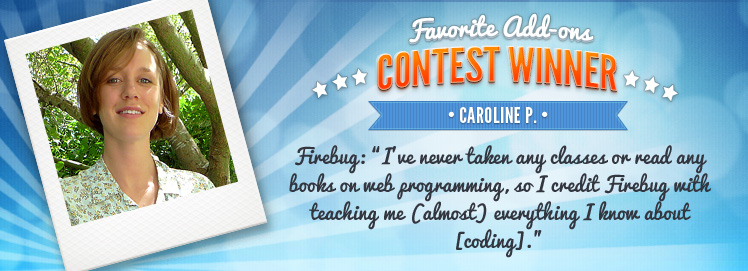 Favorite Add-ons
CONTEST WINNER
• CAROLINE P. •
Firebug: "I've never taken any classes or read any
books on web programming, so I credit Firebug with
teaching me (almost) everything I know about
[coding]."